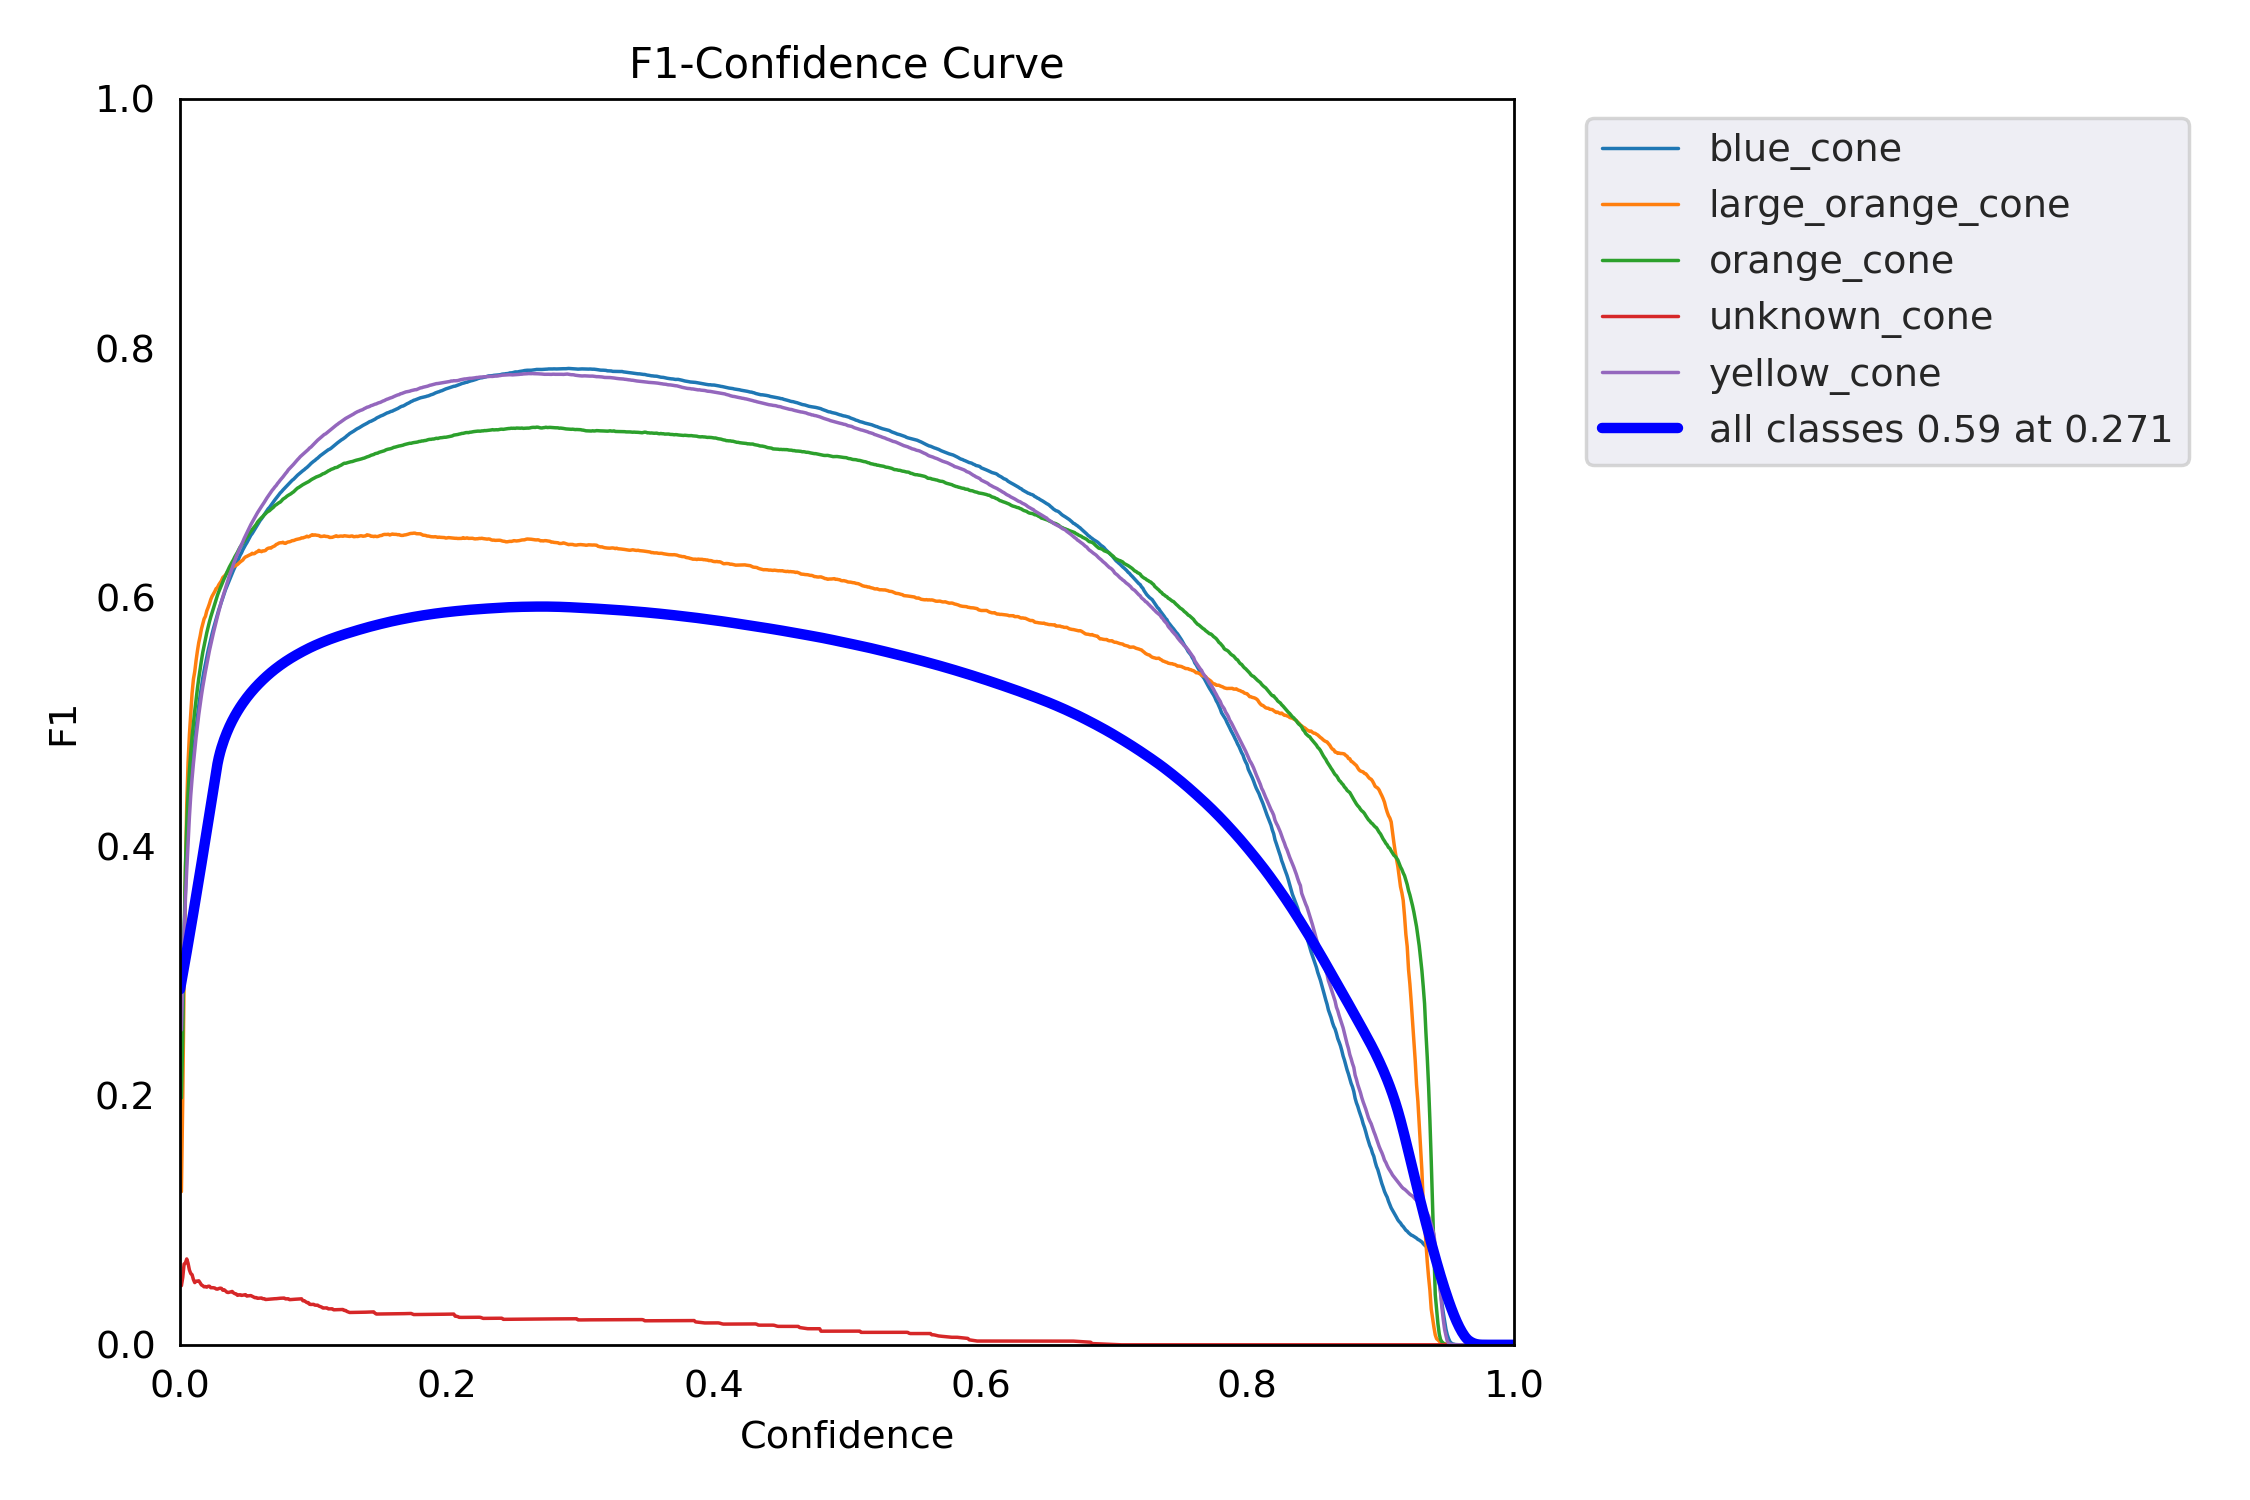 F1-Confidence Curve
1.0
0.8
0.6
0.4
0.2
0.0
F1
0.0 0.2 0.4 0.6 0.8 1.0
Confidence
blue_cone
large_orange_cone
orange_cone
unknown_cone
yellow_cone
all classes 0.59 at 0.271